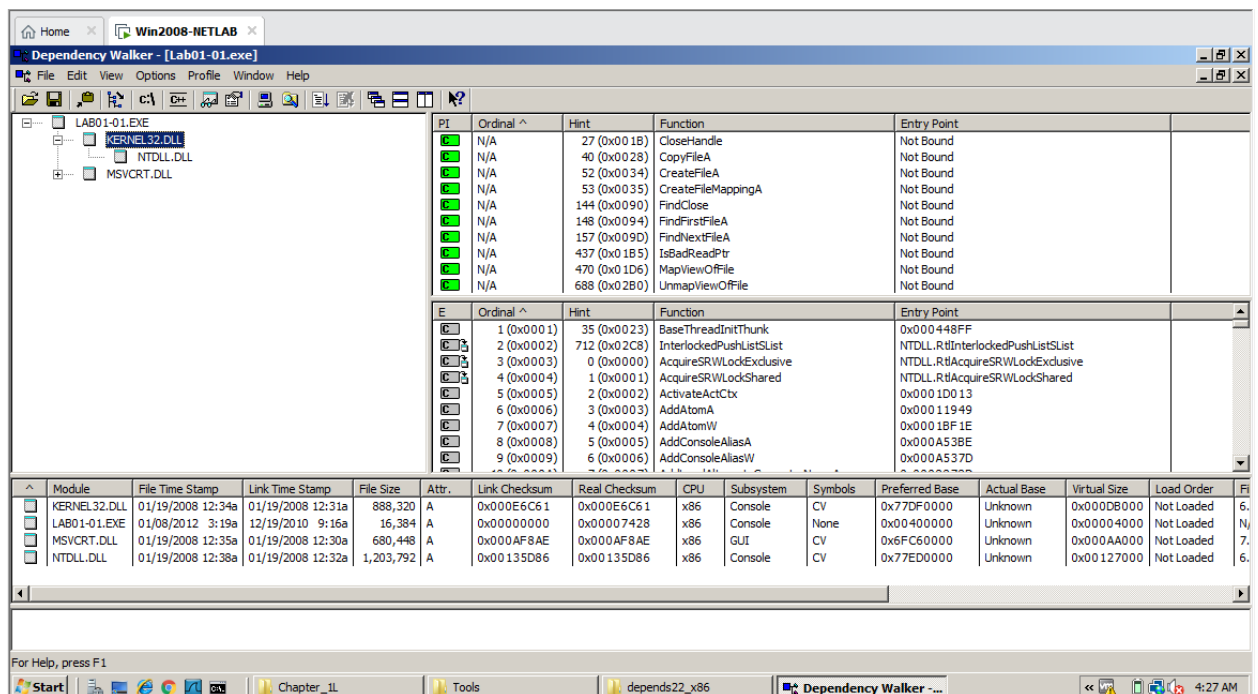 Home × Win2008-NETLAB ×
Dependency Walker - [Lab01-01.exe]
File Edit View Options Profile Window Help
LAB01-01.EXE
KERNEL32.DLL
NTDLL.DLL
MSVCRT.DLL
PI Ordinal ^ Hint Function Entry Point
C N/A 27 (0x001B) CloseHandle Not Bound
C N/A 40 (0x0028) CopyFileA Not Bound
C N/A 52 (0x0034) CreateFileA Not Bound
C N/A 53 (0x0035) CreateFileMappingA Not Bound
C N/A 144 (0x0090) FindClose Not Bound
C N/A 148 (0x0094) FindFirstFileA Not Bound
C N/A 157 (0x009D) FindNextFileA Not Bound
C N/A 437 (0x01B5) IsBadReadPtr Not Bound
C N/A 470 (0x01D6) MapViewOfFile Not Bound
C N/A 688 (0x02B0) UnmapViewOfFile Not Bound
E Ordinal ^ Hint Function Entry Point
C 1 (0x0001) 35 (0x0023) BaseThreadInitThunk 0x000448FF
C 2 (0x0002) 712 (0x02C8) InterlockedPushListSList NTDLL.RtlInterlockedPushListSList
C 3 (0x0003) 0 (0x0000) AcquireSRWLockExclusive NTDLL.RtlAcquireSRWLockExclusive
C 4 (0x0004) 1 (0x0001) AcquireSRWLockShared NTDLL.RtlAcquireSRWLockShared
C 5 (0x0005) 2 (0x0002) ActivateActCtx 0x0001D013
C 6 (0x0006) 3 (0x0003) AddAtomA 0x00011949
C 7 (0x0007) 4 (0x0004) AddAtomW 0x0001BF1E
C 8 (0x0008) 5 (0x0005) AddConsoleAliasA 0x000A53BE
C 9 (0x0009) 6 (0x0006) AddConsoleAliasW 0x000A537D
^ Module File Time Stamp Link Time Stamp File Size Attr. Link Checksum Real Checksum CPU Subsystem Symbols Preferred Base Actual Base Virtual Size Load Order Fi
KERNEL32.DLL 01/19/2008 12:34a 01/19/2008 12:31a 888,320 A 0x000E6C61 0x000E6C61 x86 Console CV 0x77DF0000 Unknown 0x000DB000 Not Loaded 6.
LAB01-01.EXE 01/08/2012 3:19a 12/19/2010 9:16a 16,384 A 0x00000000 0x00007428 x86 Console None 0x00400000 Unknown 0x00004000 Not Loaded N/
MSVCRT.DLL 01/19/2008 12:35a 01/19/2008 12:30a 680,448 A 0x000AF8AE 0x000AF8AE x86 GUI CV 0x6FC60000 Unknown 0x000AA000 Not Loaded 7.
NTDLL.DLL 01/19/2008 12:38a 01/19/2008 12:32a 1,203,792 A 0x00135D86 0x00135D86 x86 Console CV 0x77ED0000 Unknown 0x00127000 Not Loaded 6.
For Help, press F1
Start Chapter_1L Tools depends22_x86 Dependency Walker -... « 4:27 AM